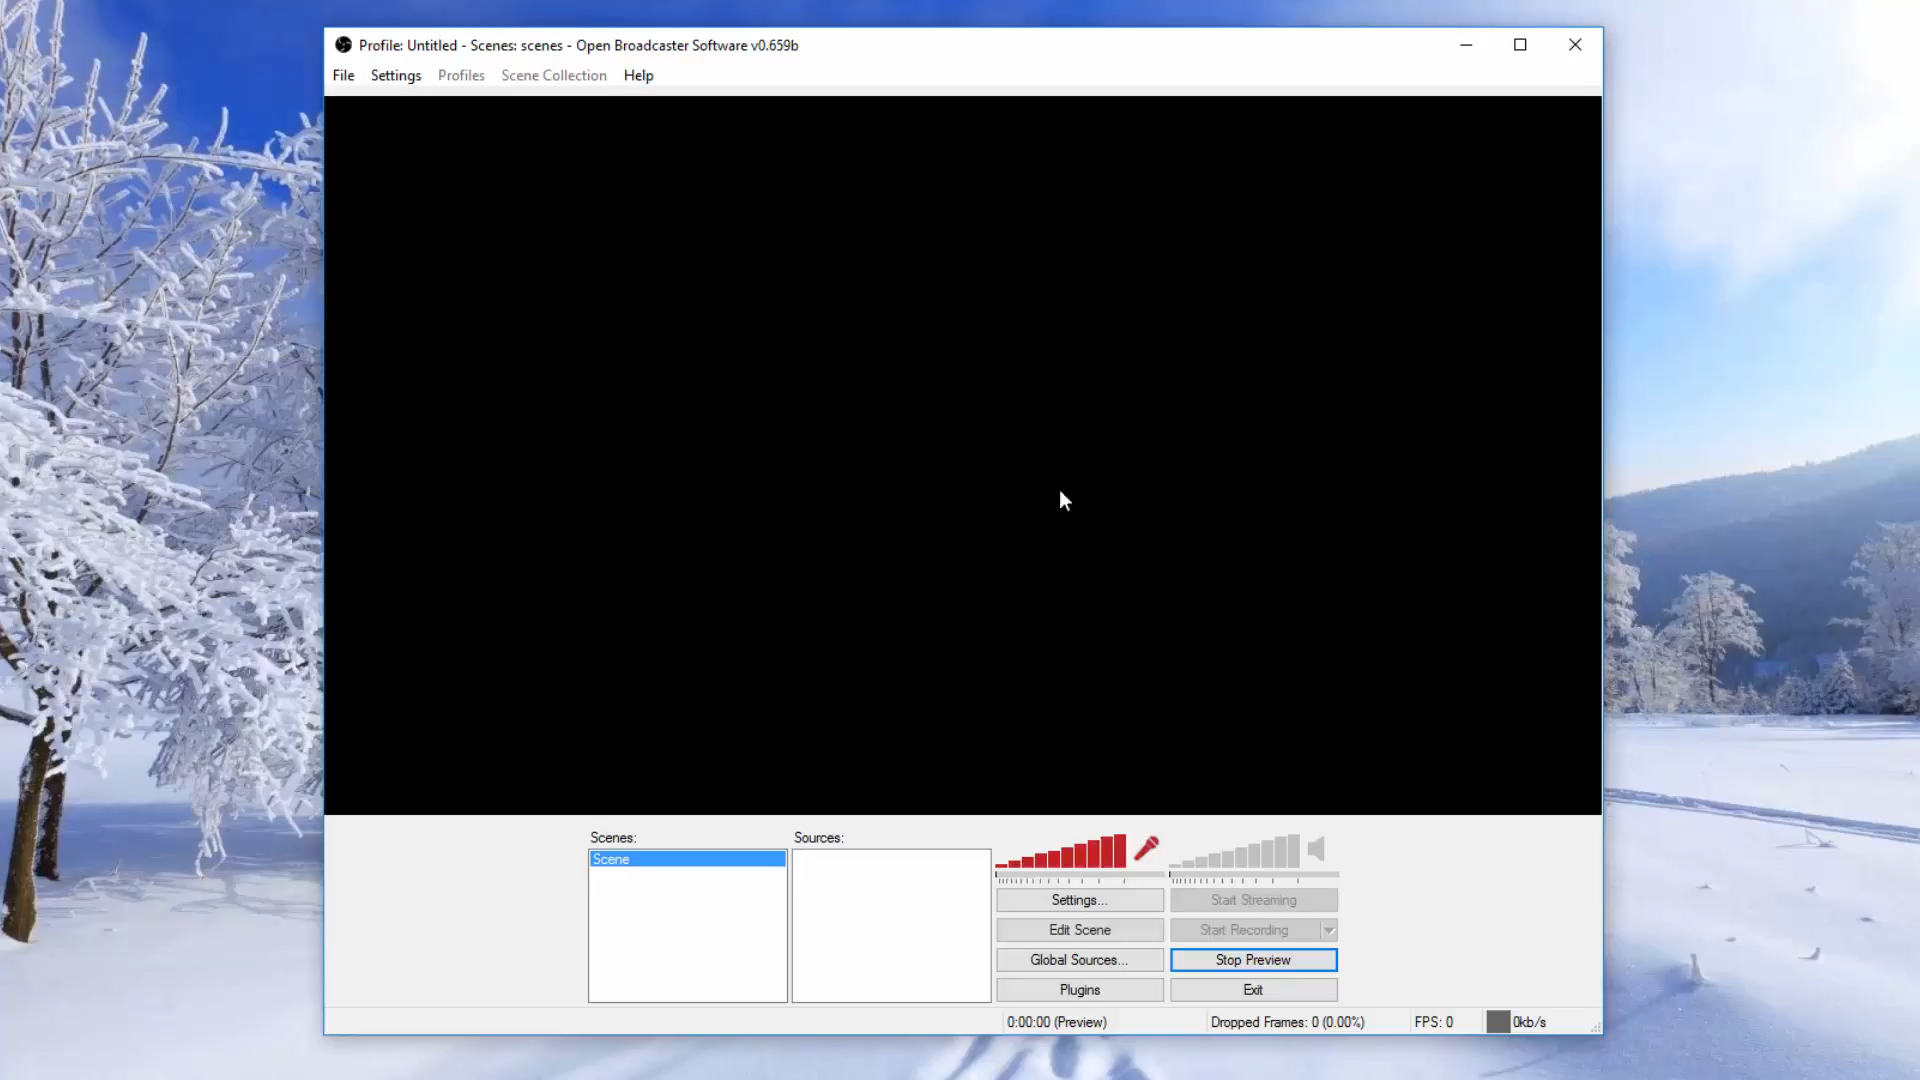 Profile: Untitled - Scenes: scenes - Open Broadcaster Software v0.659b
File Settings Profiles Scene Collection Help
Scenes:
Scene
Sources:
Settings...
Start Streaming
Edit Scene
Start Recording
Global Sources...
Stop Preview
Plugins
Exit
0:00:00 (Preview)
Dropped Frames: 0 (0.00%)
FPS: 0
0kb/s